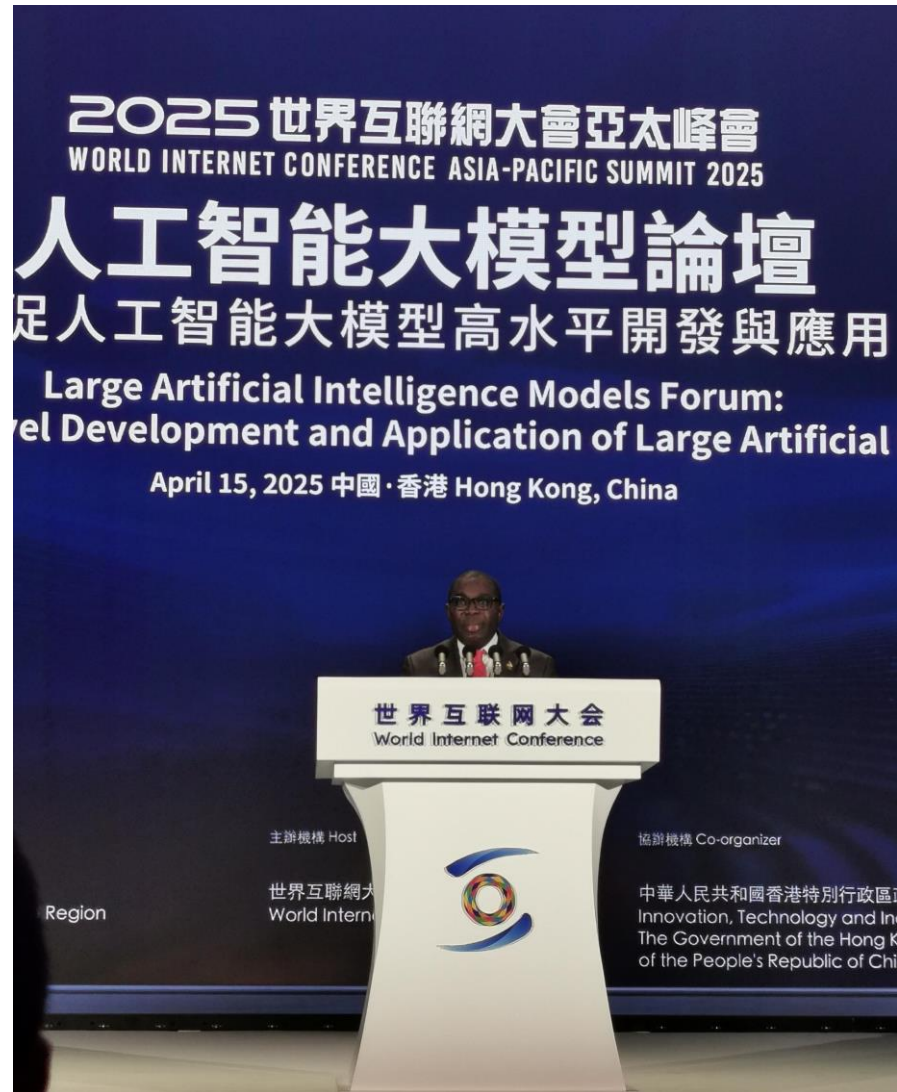 2025世界互聯網大會亞太峰會
WORLD INTERNET CONFERENCE ASIA-PACIFIC SUMMIT 2025
人工智能大模型論壇
促人工智能大模型高水平開發與應用
Large Artificial Intelligence Models Forum:
Development and Application of Large Artificial
April 15, 2025 中國·香港 Hong Kong, China
世界互联网大会
World Internet Conference
主辦機構 Host
世界互聯網大
World
協辦機構 Co-organizer
Region
中華人民共和國香港特別行政區
Innovation, Technology and
The Government of the Hong
of the People's Republic of